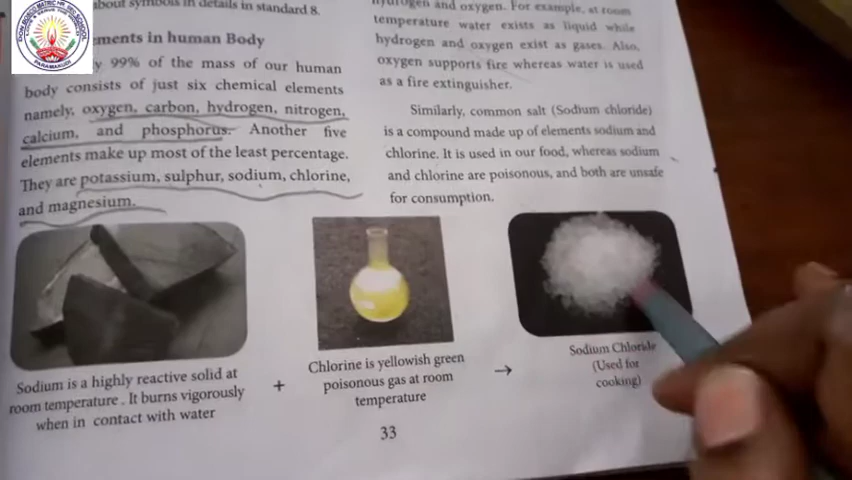 about symbols in details in standard 8.
ements in human Body
y 99% of the mass of our human
body consists of just six chemical elements
namely, oxygen, carbon, hydrogen, nitrogen,
calcium, and phosphorus. Another five
elements make up most of the least percentage.
They are potassium, sulphur, sodium, chlorine,
and magnesium.
hydrogen and oxygen. For example, at room
temperature water exists as liquid while
hydrogen and oxygen exist as gases. Also,
oxygen supports fire whereas water is used
as a fire extinguisher.
Similarly, common salt (Sodium chloride)
is a compound made up of elements sodium and
chlorine. It is used in our food, whereas sodium
and chlorine are poisonous, and both are unsafe
for consumption.
Sodium is a highly reactive solid at
room temperature . It burns vigorously
when in contact with water
+
Chlorine is yellowish green
poisonous gas at room
temperature
→
Sodium Chloride
(Used for
cooking)
33